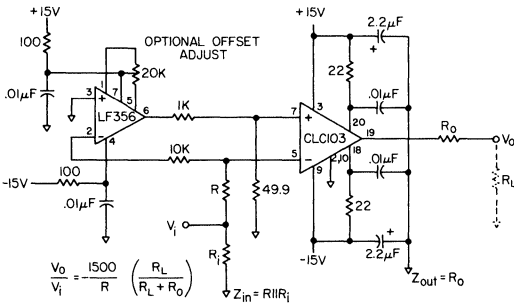 +15V
100
OPTIONAL OFFSET
ADJUST
20K
.01µF
3
1
7
5
+
LF356
6
2
−
4
1K
10K
-15V
100
.01µF
R
49.9
Vi
Ri
Vo/Vi = -1500/R (RL/(RL + Ro))
Zin = R||Ri
+15V
2.2µF
+
22
3
.01µF
20
7
+
CLC103
19
5
−
2,10
18
9
.01µF
22
-15V
+
2.2µF
Ro
Vo
RL
Zout = Ro